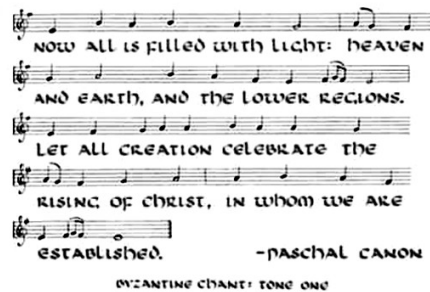 NOW ALL IS FILLED WITH LIGHT: HEAVEN
AND EARTH, AND THE LOWER REGIONS.
LET ALL CREATION CELEBRATE THE
RISING OF CHRIST, IN WHOM WE ARE
ESTABLISHED. -PASCHAL CANON
BYZANTINE CHANT: TONE ONE